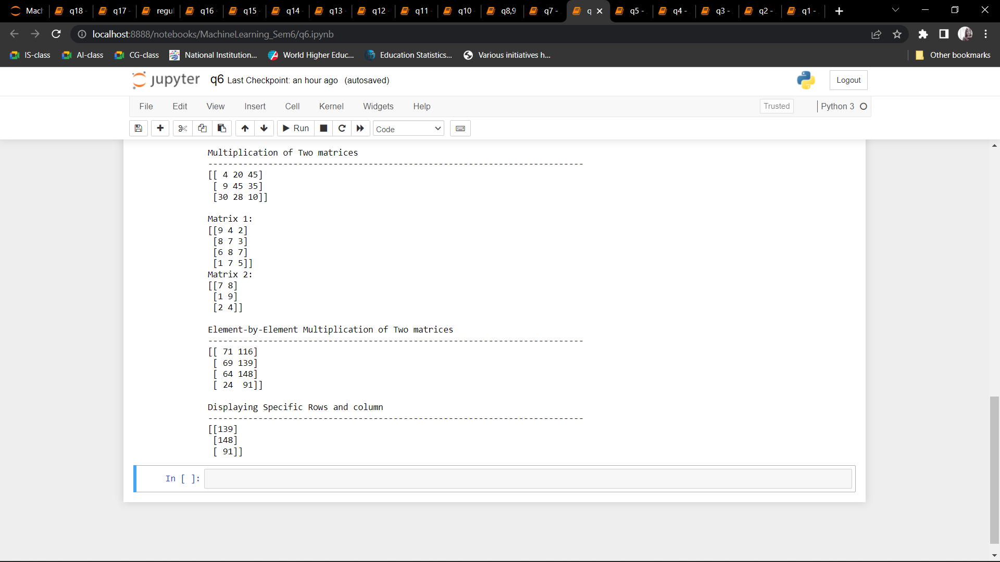 Mach q18 - q17 - regul q16 - q15 - q14 - q13 - q12 - q11 - q10 - q8,9 q7 - q q5 - q4 - q3 - q2 - q1 -
localhost:8888/notebooks/MachineLearning_Sem6/q6.ipynb
IS-class AI-class CG-class National Institution... World Higher Educ... Education Statistics... Various initiatives h... Other bookmarks
jupyter q6 Last Checkpoint: an hour ago (autosaved) Logout
File Edit View Insert Cell Kernel Widgets Help Trusted Python 3
Run Code
Multiplication of Two matrices
---------------------------------------------------------------------------
[[ 4 20 45]
 [ 9 45 35]
 [30 28 10]]
Matrix 1:
[[9 4 2]
 [8 7 3]
 [6 8 7]
 [1 7 5]]
Matrix 2:
[[7 8]
 [1 9]
 [2 4]]
Element-by-Element Multiplication of Two matrices
---------------------------------------------------------------------------
[[ 71 116]
 [ 69 139]
 [ 64 148]
 [ 24  91]]
Displaying Specific Rows and column
---------------------------------------------------------------------------
[[139]
 [148]
 [ 91]]
In [ ]: